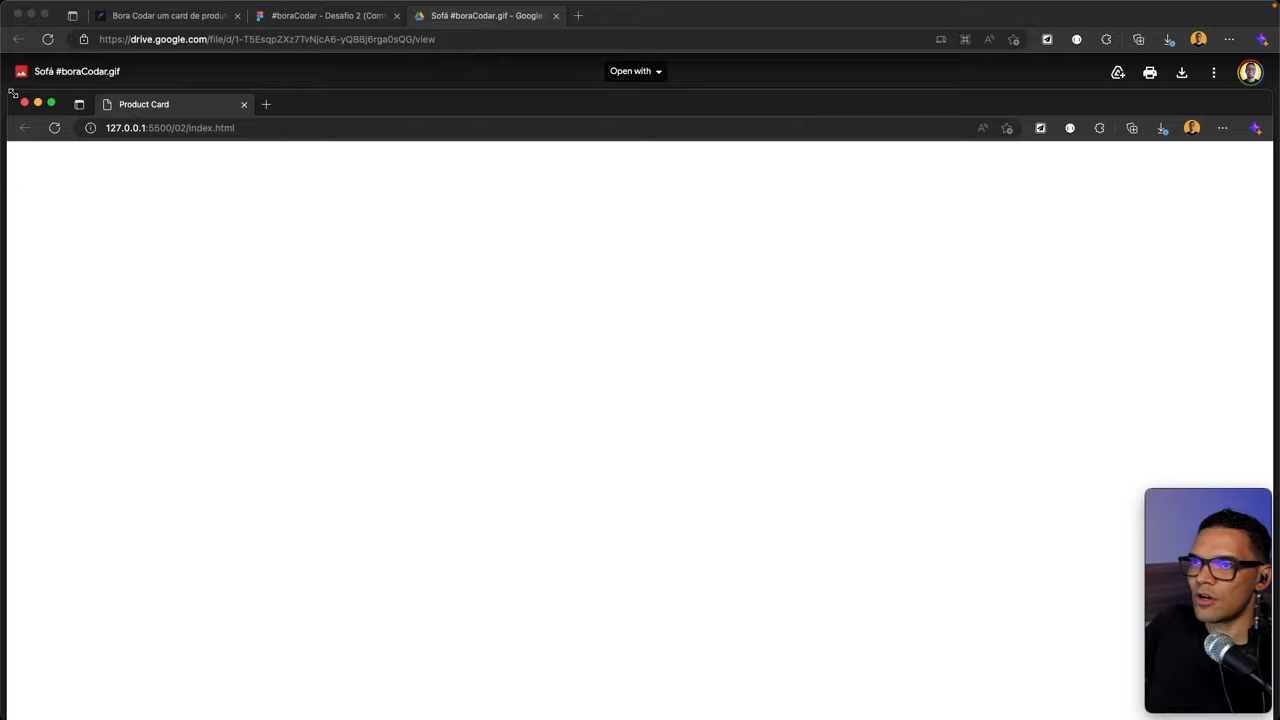 Bora Codar um card de produt
#boraCodar - Desafio 2 (Com
Sofá #boraCodar.gif - Google
https://drive.google.com/file/d/1-T5EsqpZXz7TvNjcA6-yQBBj6rga0sQG/view
Sofá #boraCodar.gif
Open with
Product Card
127.0.0.1:5500/02/index.html